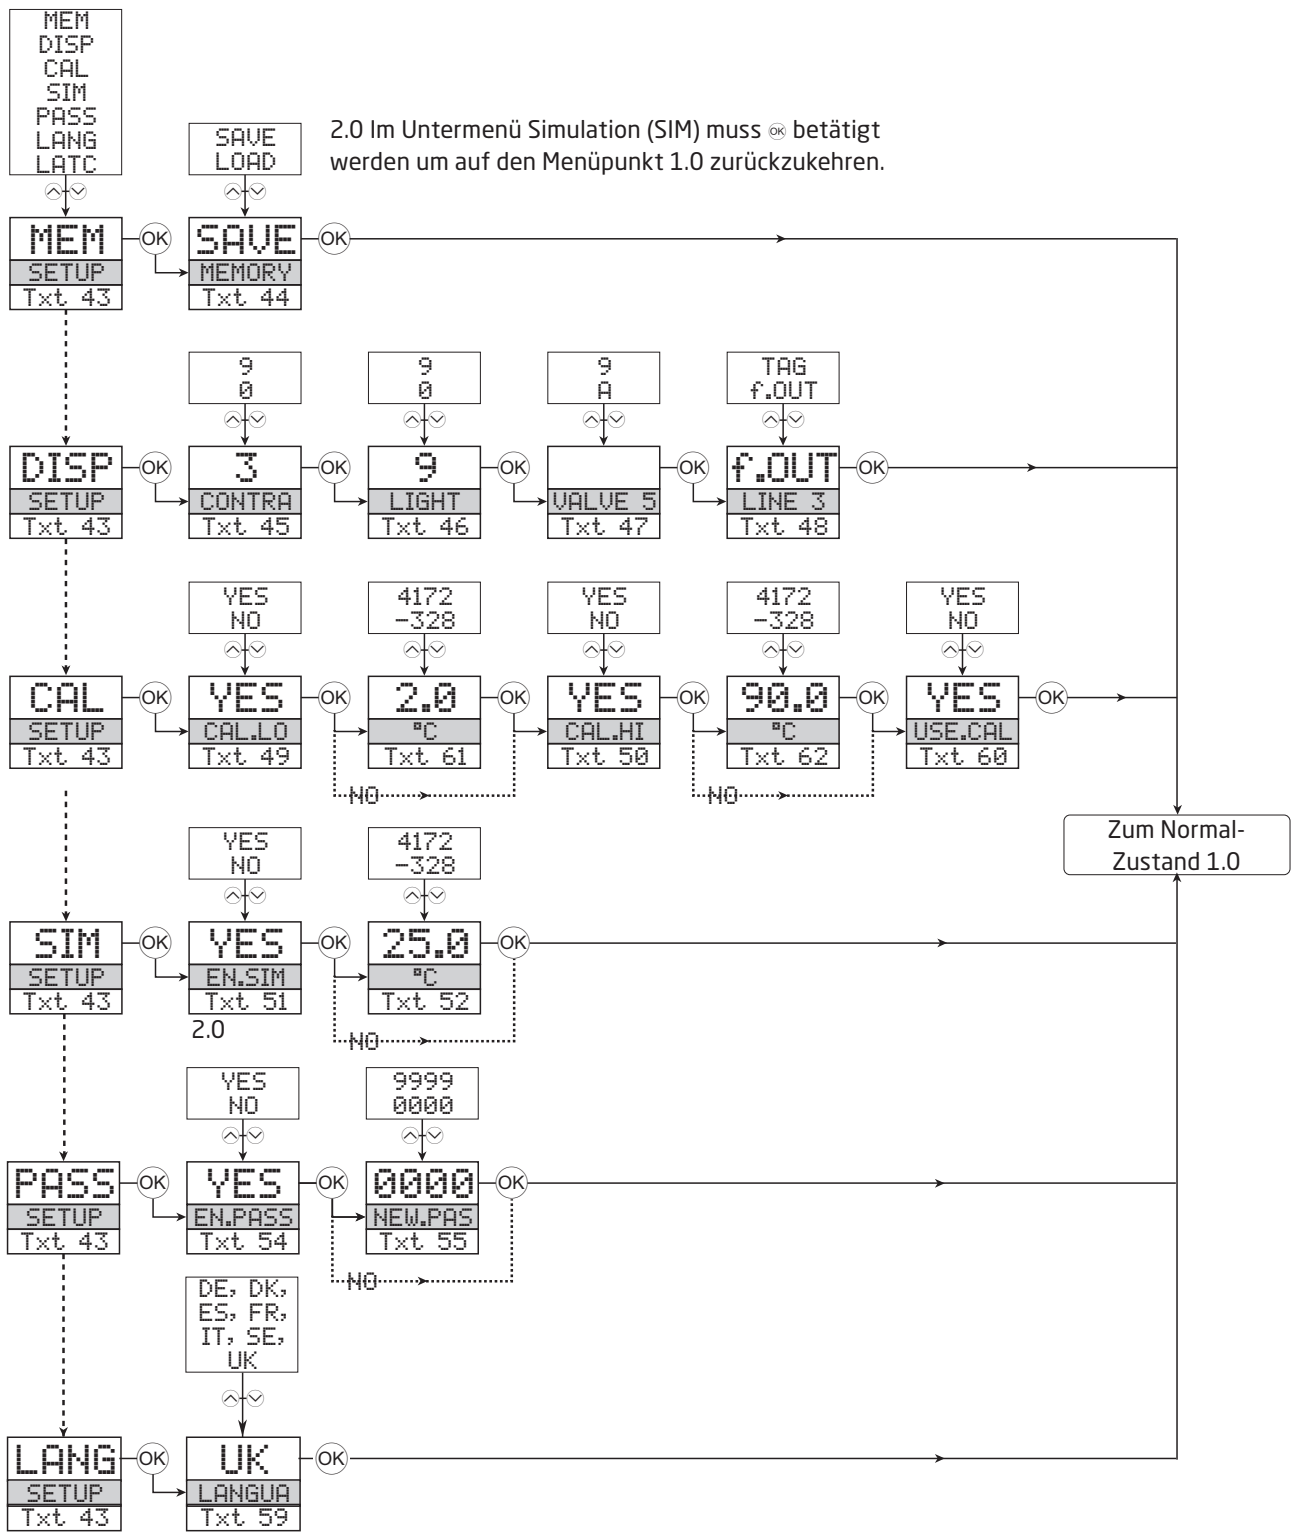 MEM
DISP
CAL
SIM
PASS
LANG
LATC
SAVE
LOAD
2.0 Im Untermenü Simulation (SIM) muss OK betätigt
werden um auf den Menüpunkt 1.0 zurückzukehren.
MEM OK SAVE OK
SETUP MEMORY
Txt 43 Txt 44
9 9 9 TAG
0 0 A f.OUT
DISP OK 3 OK 9 OK OK f.OUT OK
SETUP CONTRA LIGHT VALVE 5 LINE 3
Txt 43 Txt 45 Txt 46 Txt 47 Txt 48
YES 4172 YES 4172 YES
NO -328 NO -328 NO
CAL OK YES OK 2.0 OK YES OK 90.0 OK YES OK
SETUP CAL.LO °C CAL.HI °C USE.CAL
Txt 43 Txt 49 Txt 61 Txt 50 Txt 62 Txt 60
NO NO
Zum Normal-
Zustand 1.0
YES 4172
NO -328
SIM OK YES OK 25.0 OK
SETUP EN.SIM °C
Txt 43 Txt 51 Txt 52
2.0
NO
YES 9999
NO 0000
PASS OK YES OK 0000 OK
SETUP EN.PASS NEW.PAS
Txt 43 Txt 54 Txt 55
NO
DE, DK,
ES, FR,
IT, SE,
UK
LANG OK UK OK
SETUP LANGUA
Txt 43 Txt 59